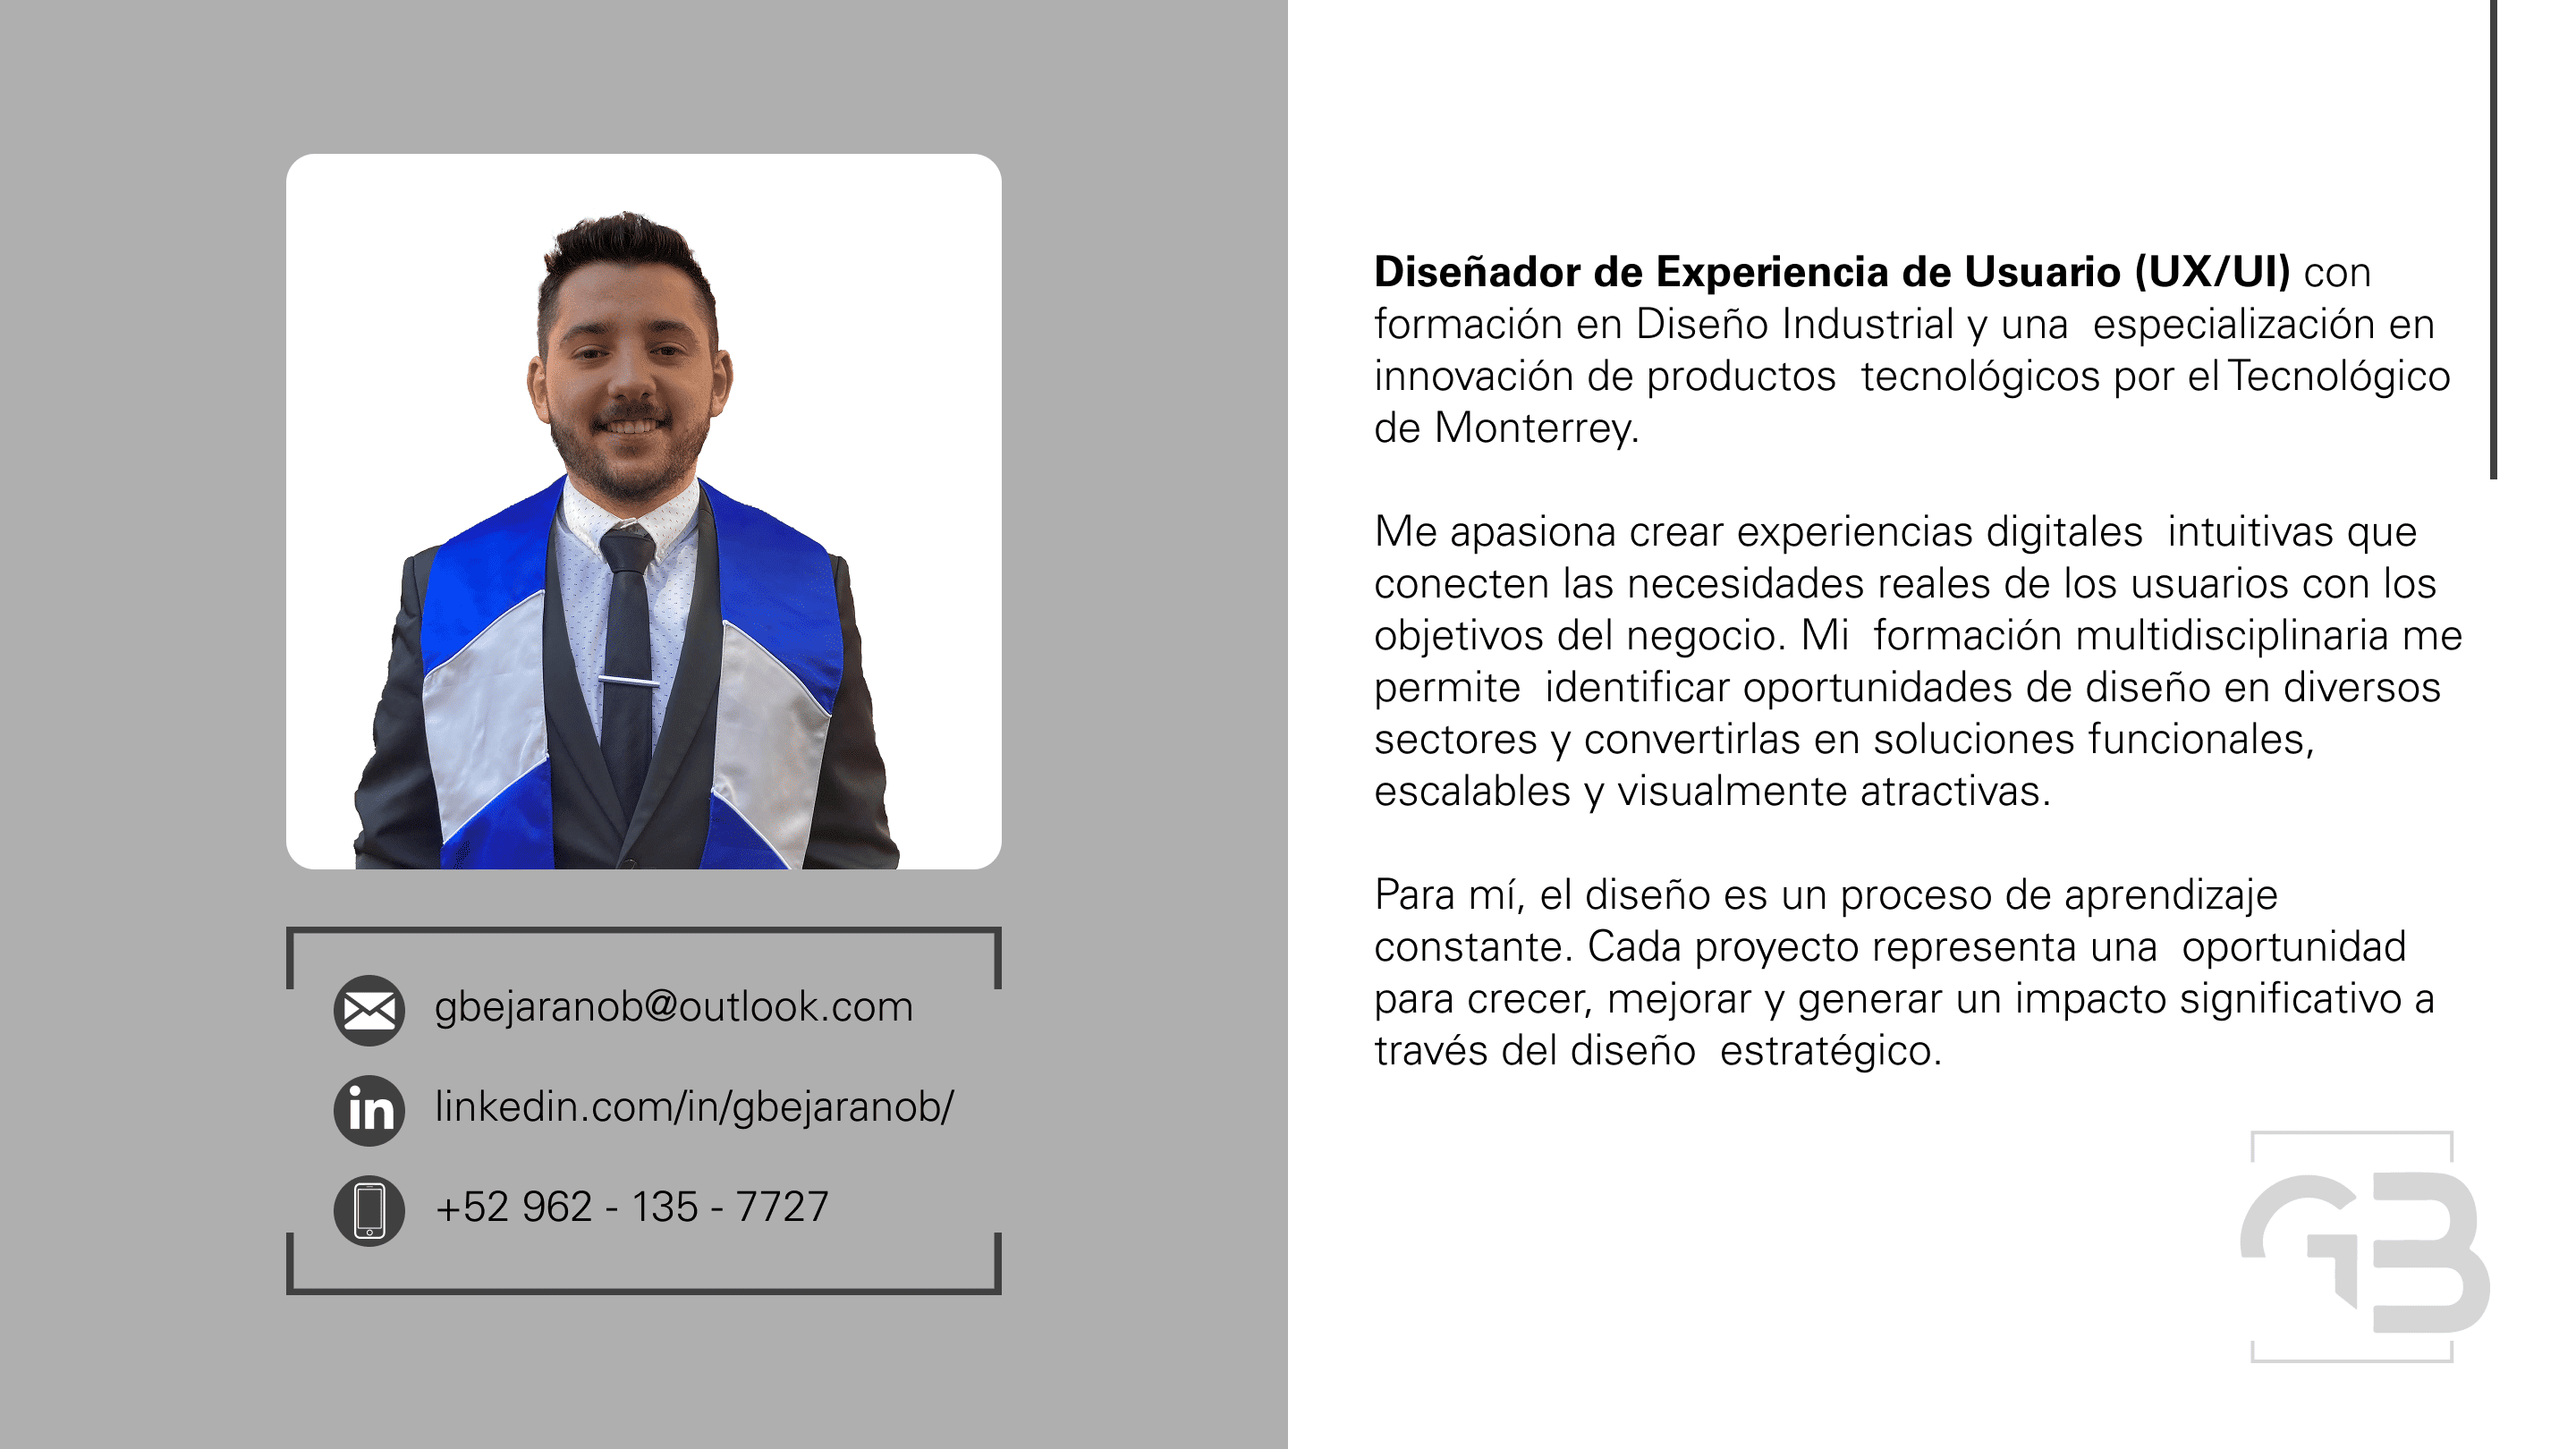 gbejaranob@outlook.com
in
linkedin.com/in/gbejaranob/
+52 962 - 135 - 7727
Diseñador de Experiencia de Usuario (UX/UI) con
formación en Diseño Industrial y una  especialización en
innovación de productos  tecnológicos por el Tecnológico
de Monterrey.
Me apasiona crear experiencias digitales  intuitivas que
conecten las necesidades reales de los usuarios con los
objetivos del negocio. Mi  formación multidisciplinaria me
permite  identificar oportunidades de diseño en diversos
sectores y convertirlas en soluciones funcionales,
escalables y visualmente atractivas.
Para mí, el diseño es un proceso de aprendizaje
constante. Cada proyecto representa una  oportunidad
para crecer, mejorar y generar un impacto significativo a
través del diseño  estratégico.
GB